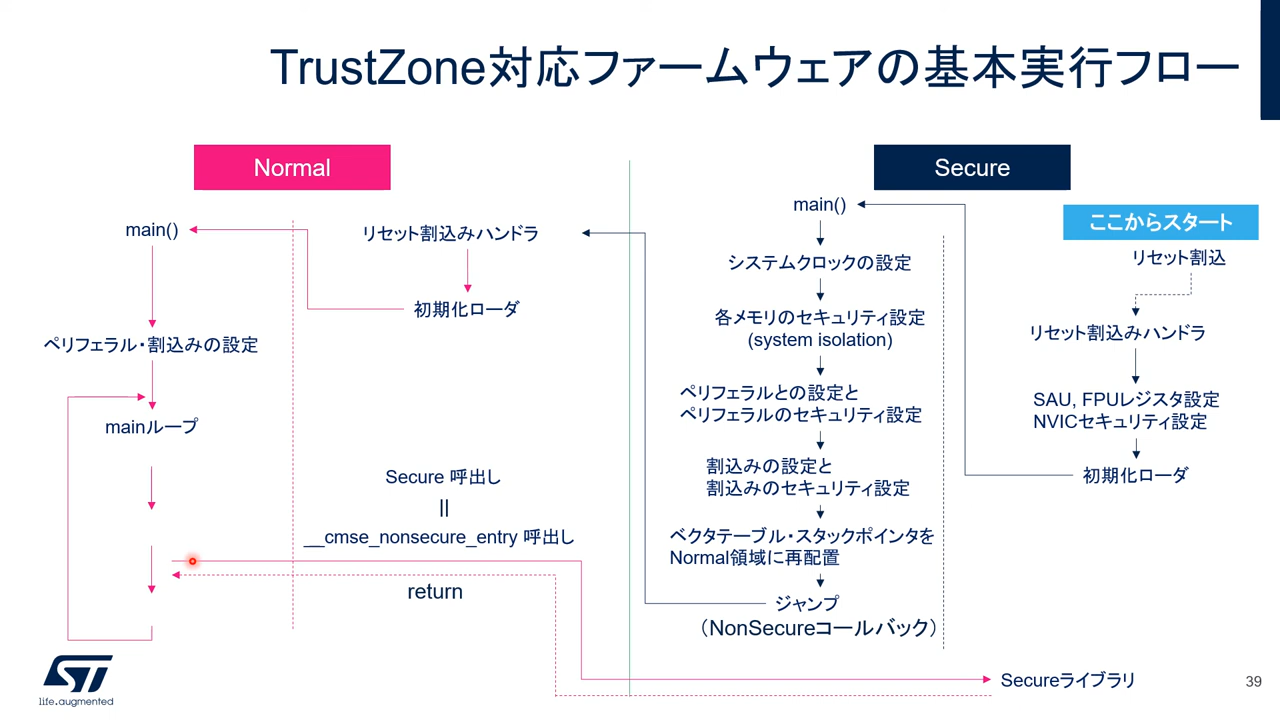 TrustZone対応ファームウェアの基本実行フロー
Normal
main()
ペリフェラル・割込みの設定
mainループ
リセット割込みハンドラ
初期化ローダ
Secure 呼出し
||
__cmse_nonsecure_entry 呼出し
return
Secure
main()
システムクロックの設定
各メモリのセキュリティ設定
(system isolation)
ペリフェラルとの設定と
ペリフェラルのセキュリティ設定
割込みの設定と
割込みのセキュリティ設定
ベクタテーブル・スタックポインタを
Normal領域に再配置
ジャンプ
（NonSecureコールバック）
ここからスタート
リセット割込
リセット割込みハンドラ
SAU, FPUレジスタ設定
NVICセキュリティ設定
初期化ローダ
Secureライブラリ
ST
life.augmented
39